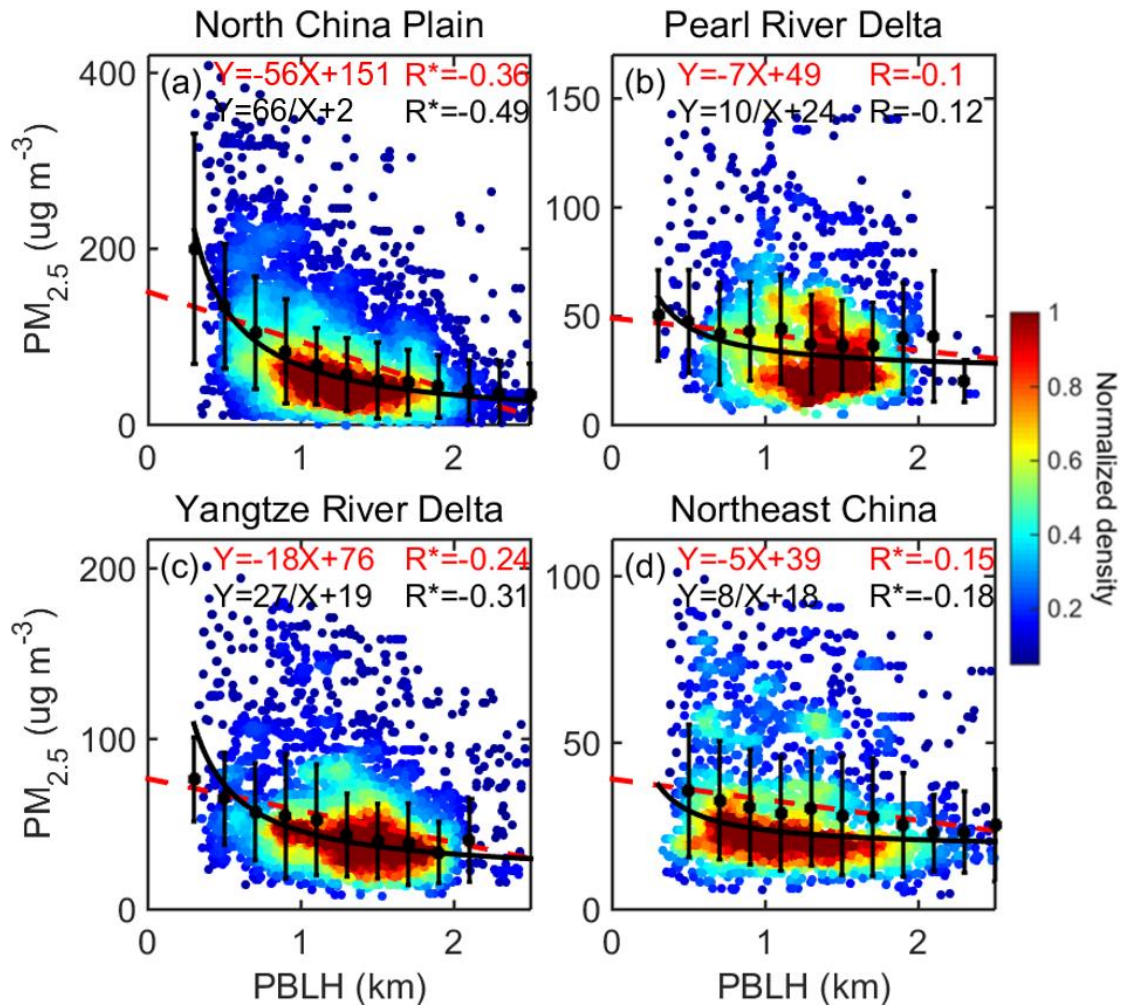 North China Plain
Pearl River Delta
400
(a)
Y=-56X+151 R*=-0.36
Y=66/X+2 R*=-0.49
200
0
PM2.5 (ug m-3)
0 1 2
150
(b)
Y=-7X+49 R=-0.1
Y=10/X+24 R=-0.12
100
50
0
0 1 2
Yangtze River Delta
Northeast China
200
(c)
Y=-18X+76 R*=-0.24
Y=27/X+19 R*=-0.31
100
0
PM2.5 (ug m-3)
0 1 2
PBLH (km)
100
(d)
Y=-5X+39 R*=-0.15
Y=8/X+18 R*=-0.18
50
0
0 1 2
PBLH (km)
1
0.8
0.6
0.4
0.2
Normalized density